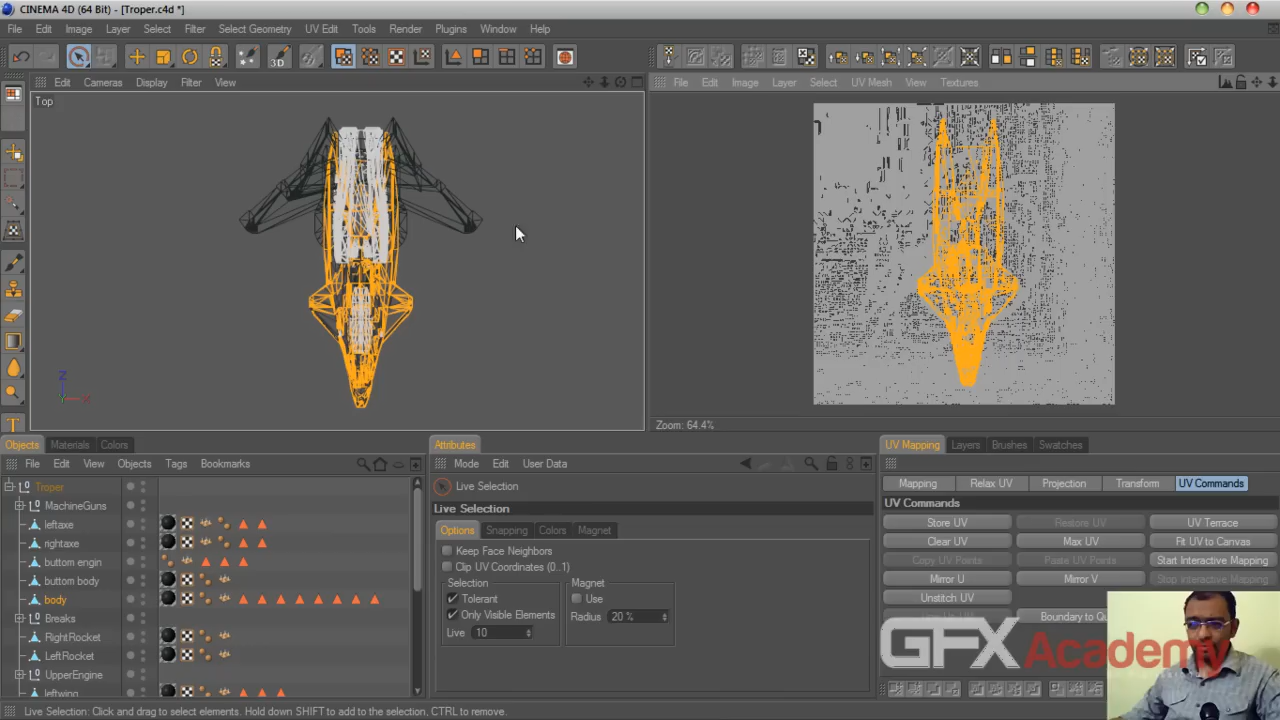 CINEMA 4D (64 Bit) - [Troper.c4d *]
File Edit Image Layer Select Filter Select Geometry UV Edit Tools Render Plugins Window Help
Edit Cameras Display Filter View
File Edit Image Layer Select UV Mesh View Textures
Top
Z
X
Zoom: 64.4%
Objects Materials Colors
File Edit View Objects Tags Bookmarks
Troper
MachineGuns
leftaxe
rightaxe
buttom engin
buttom body
body
Breaks
RightRocket
LeftRocket
UpperEngine
leftwing
Attributes
Mode Edit User Data
Live Selection
Live Selection
Options Snapping Colors Magnet
Keep Face Neighbors
Clip UV Coordinates (0..1)
Selection Magnet
Tolerant Use
Only Visible Elements Radius 20 %
Live 10
UV Mapping Layers Brushes Swatches
Mapping Relax UV Projection Transform UV Commands
UV Commands
Store UV Restore UV UV Terrace
Clear UV Max UV Fit UV to Canvas
Copy UV Points Paste UV Points Start Interactive Mapping
Mirror U Mirror V Stop Interactive Mapping
Unstitch UV
Boundary to Qu
GFX Academy
Live Selection: Click and drag to select elements. Hold down SHIFT to add to the selection, CTRL to remove.